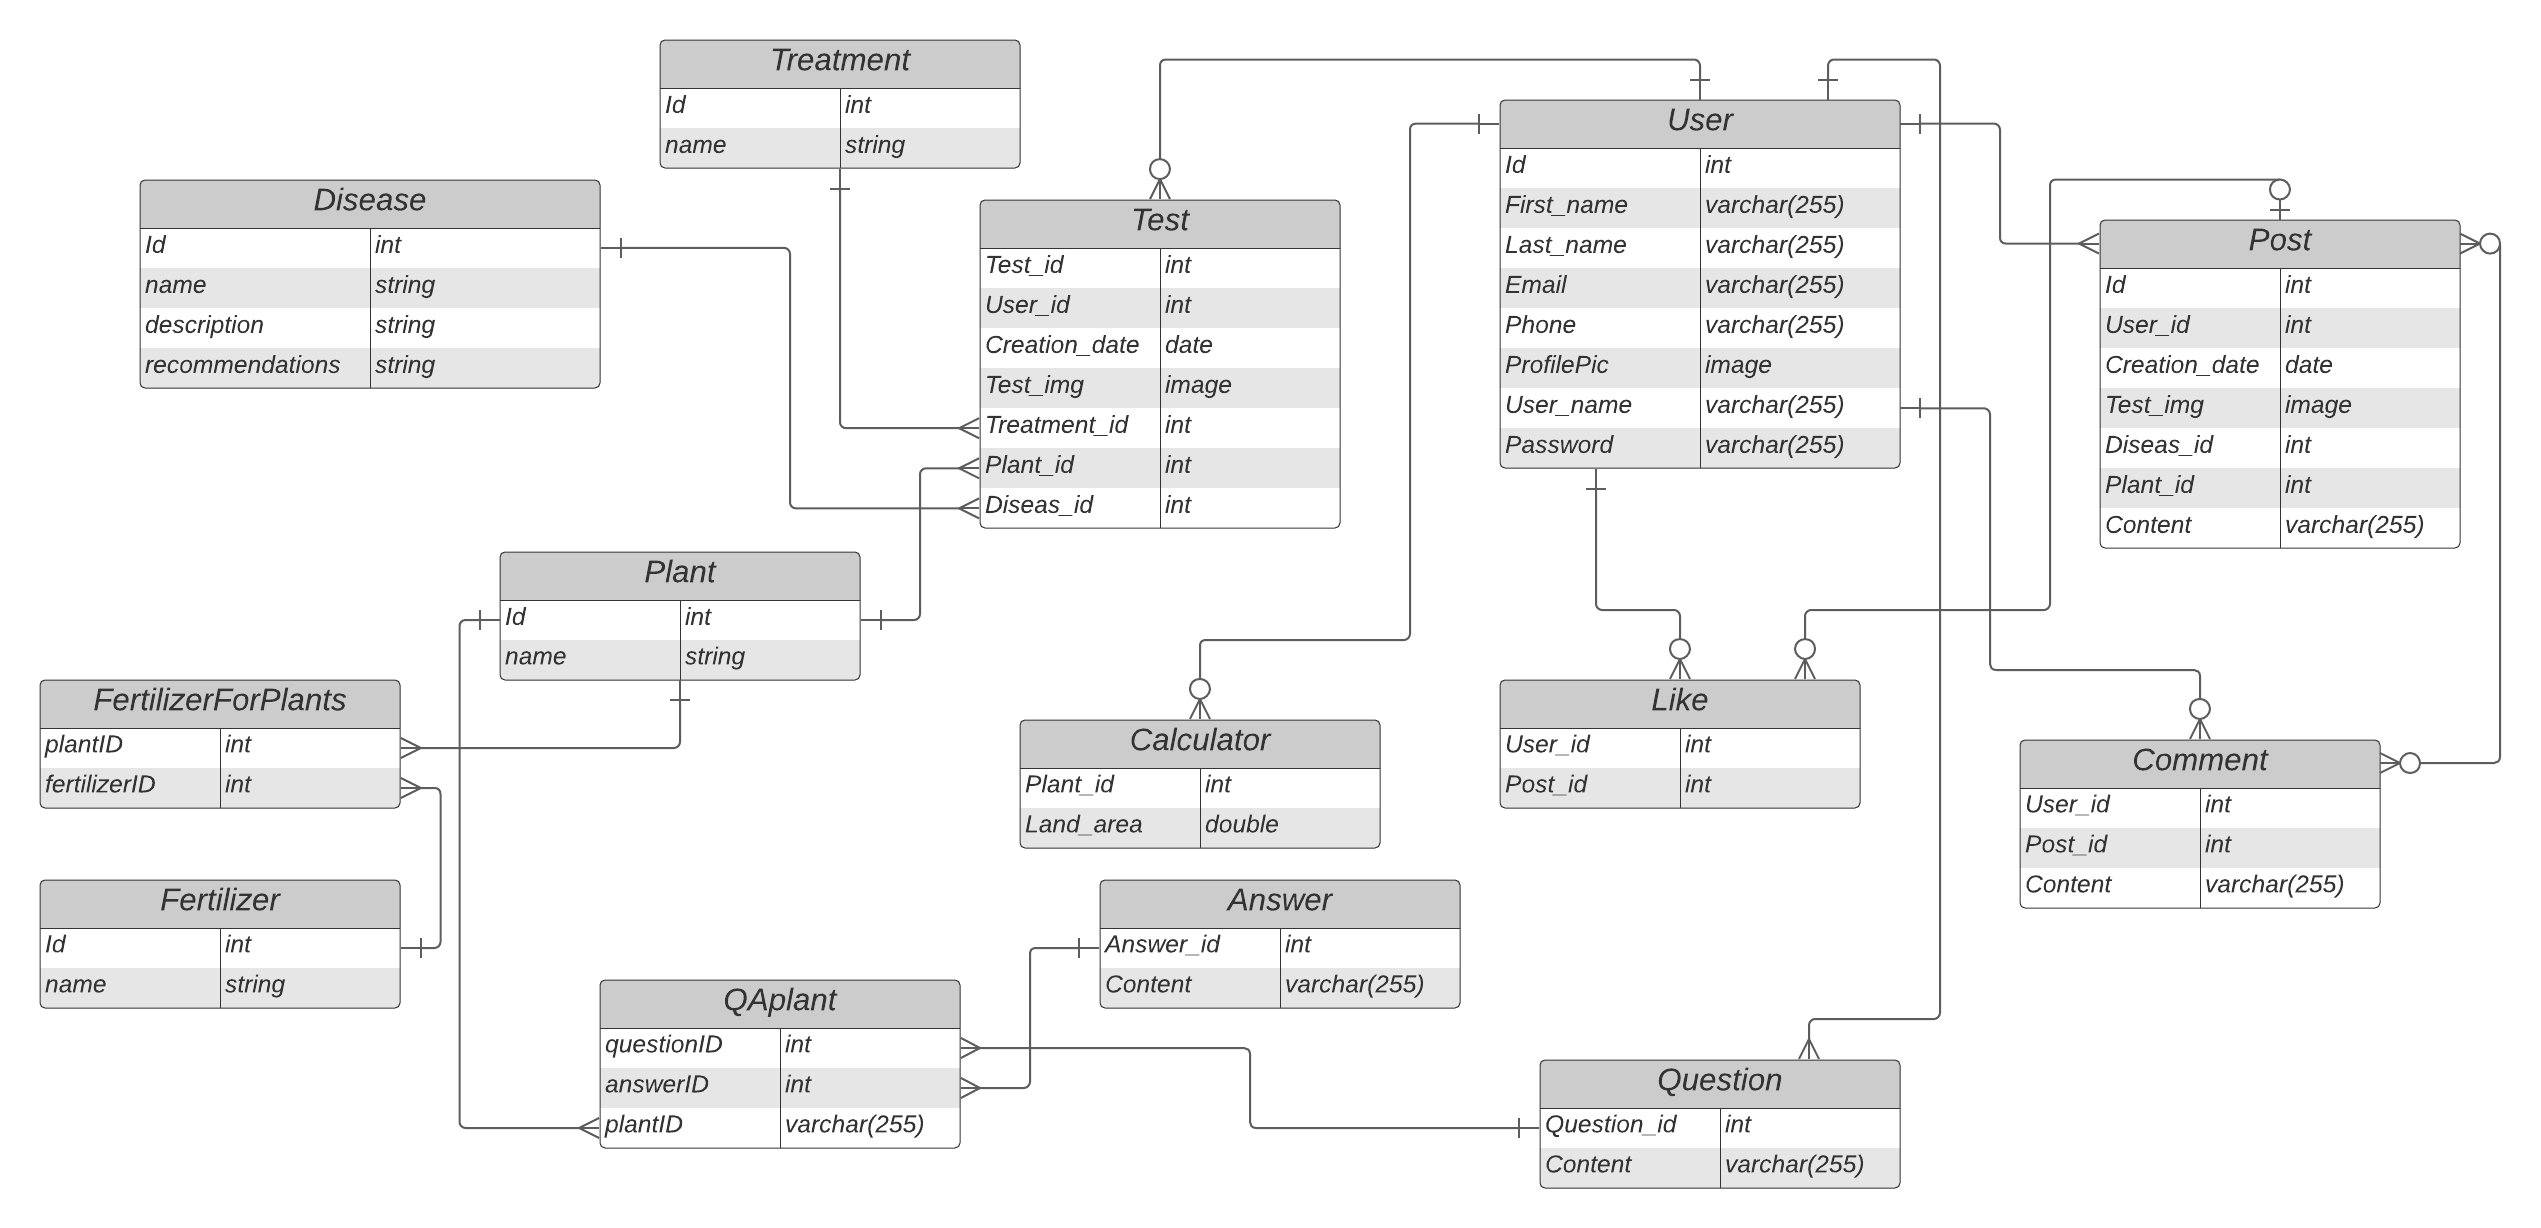 Treatment
Id int
name string
Disease
Id int
name string
description string
recommendations string
Test
Test_id int
User_id int
Creation_date date
Test_img image
Treatment_id int
Plant_id int
Diseas_id int
User
Id int
First_name varchar(255)
Last_name varchar(255)
Email varchar(255)
Phone varchar(255)
ProfilePic image
User_name varchar(255)
Password varchar(255)
Post
Id int
User_id int
Creation_date date
Test_img image
Diseas_id int
Plant_id int
Content varchar(255)
Plant
Id int
name string
FertilizerForPlants
plantID int
fertilizerID int
Calculator
Plant_id int
Land_area double
Like
User_id int
Post_id int
Comment
User_id int
Post_id int
Content varchar(255)
Fertilizer
Id int
name string
Answer
Answer_id int
Content varchar(255)
QAplant
questionID int
answerID int
plantID varchar(255)
Question
Question_id int
Content varchar(255)